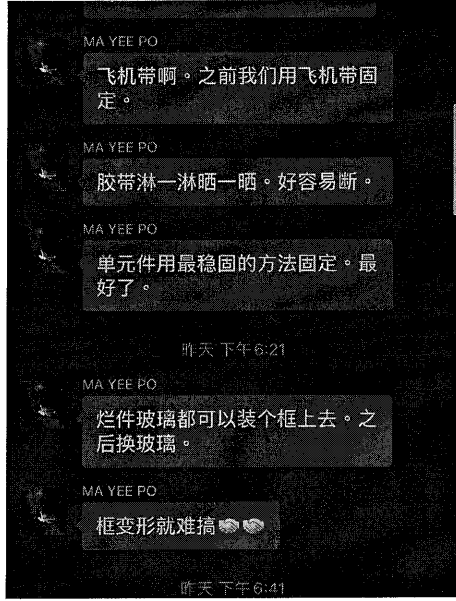 MA YEE PO
飞机带啊。之前我们用飞机带固
定。
MA YEE PO
胶带淋一淋晒一晒。好容易断。
MA YEE PO
单元件用最稳固的方法固定。最
好了。
昨天 下午6:21
MA YEE PO
烂件玻璃都可以装个框上去。之
后换玻璃。
MA YEE PO
框变形就难搞🤝🤝
昨天 下午6:41